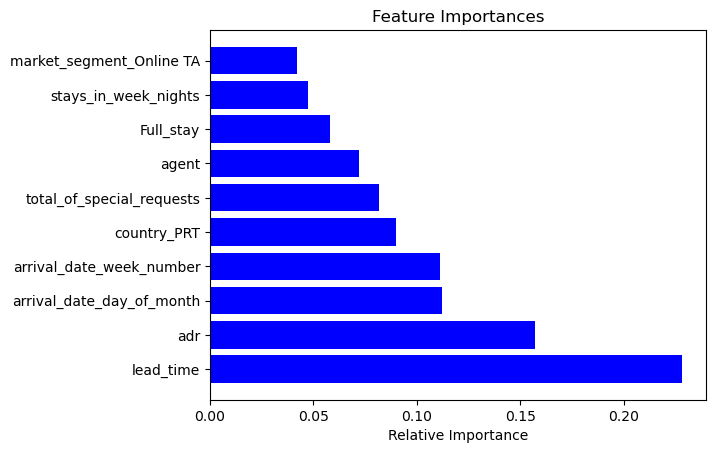 Feature Importances
market_segment_Online TA
stays_in_week_nights
Full_stay
agent
total_of_special_requests
country_PRT
arrival_date_week_number
arrival_date_day_of_month
adr
lead_time
0.00 0.05 0.10 0.15 0.20
Relative Importance